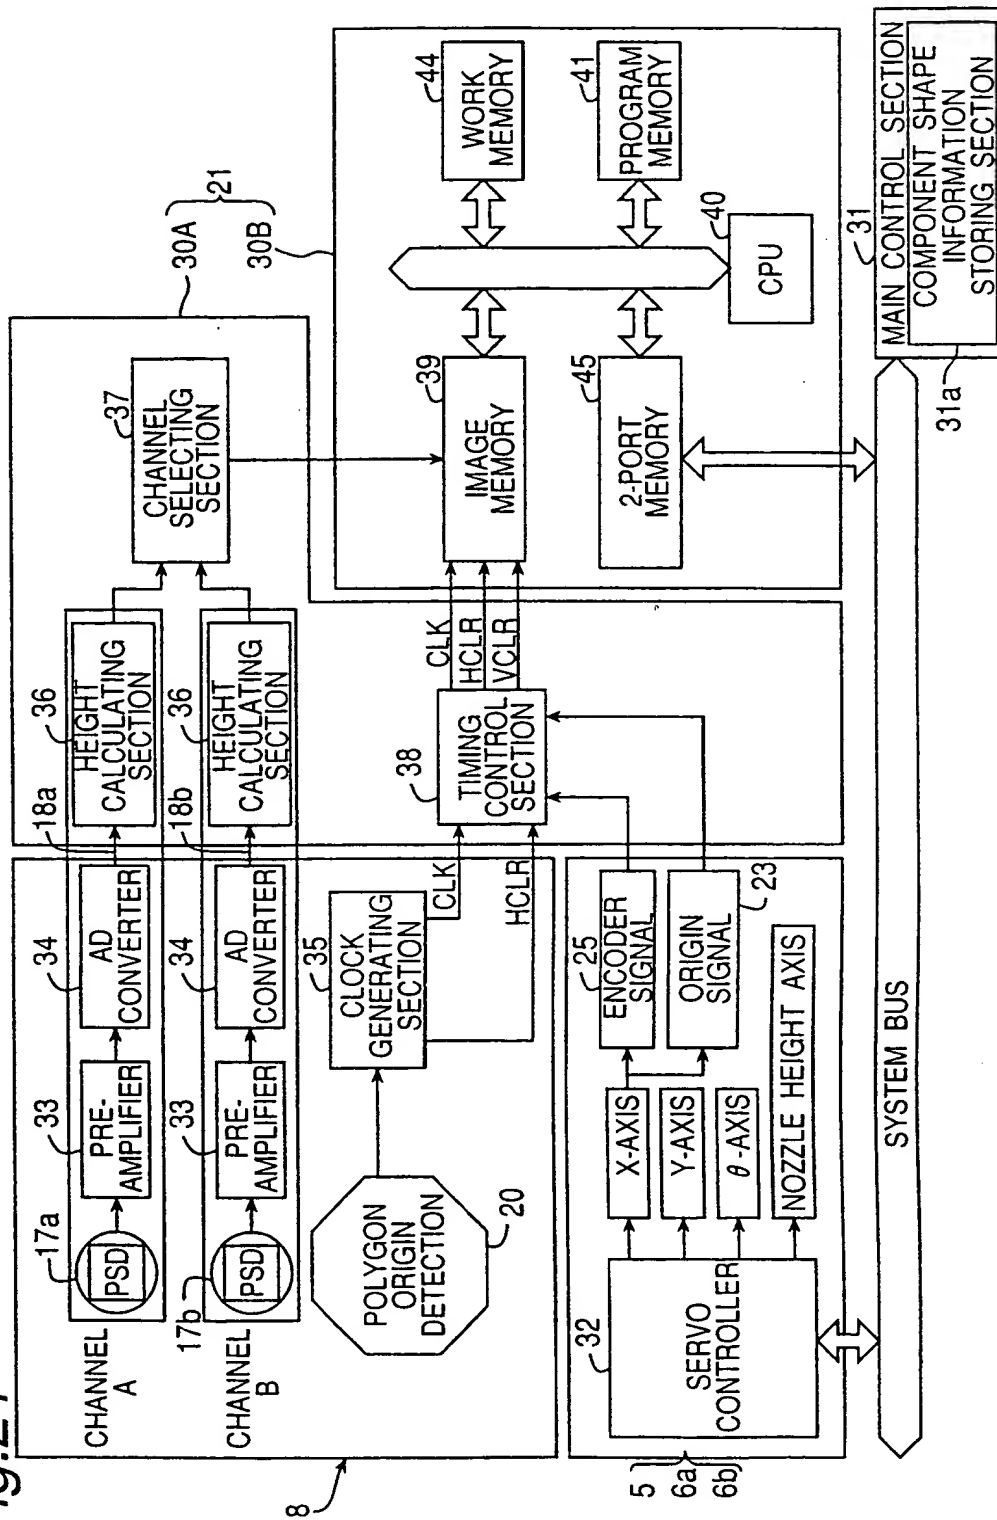 CHANNEL
A
17a
PSD
33
PRE-
AMPLIFIER
34
AD
CONVERTER
18a
36
HEIGHT
CALCULATING
SECTION
CHANNEL
B
17b
PSD
33
PRE-
AMPLIFIER
34
AD
CONVERTER
18b
36
HEIGHT
CALCULATING
SECTION
37
CHANNEL
SELECTING
SECTION
30A
30B
21
8
POLYGON
ORIGIN
DETECTION
20
35
CLOCK
GENERATING
SECTION
CLK
HCLR
38
TIMING
CONTROL
SECTION
CLK
HCLR
VCLR
39
IMAGE
MEMORY
44
WORK
MEMORY
45
2-PORT
MEMORY
41
PROGRAM
MEMORY
40
CPU
5
6a
6b
32
SERVO
CONTROLLER
X-AXIS
Y-AXIS
θ-AXIS
NOZZLE HEIGHT AXIS
25
ENCODER
SIGNAL
ORIGIN
SIGNAL
23
SYSTEM BUS
31
MAIN CONTROL SECTION
COMPONENT SHAPE
INFORMATION
STORING SECTION
31a